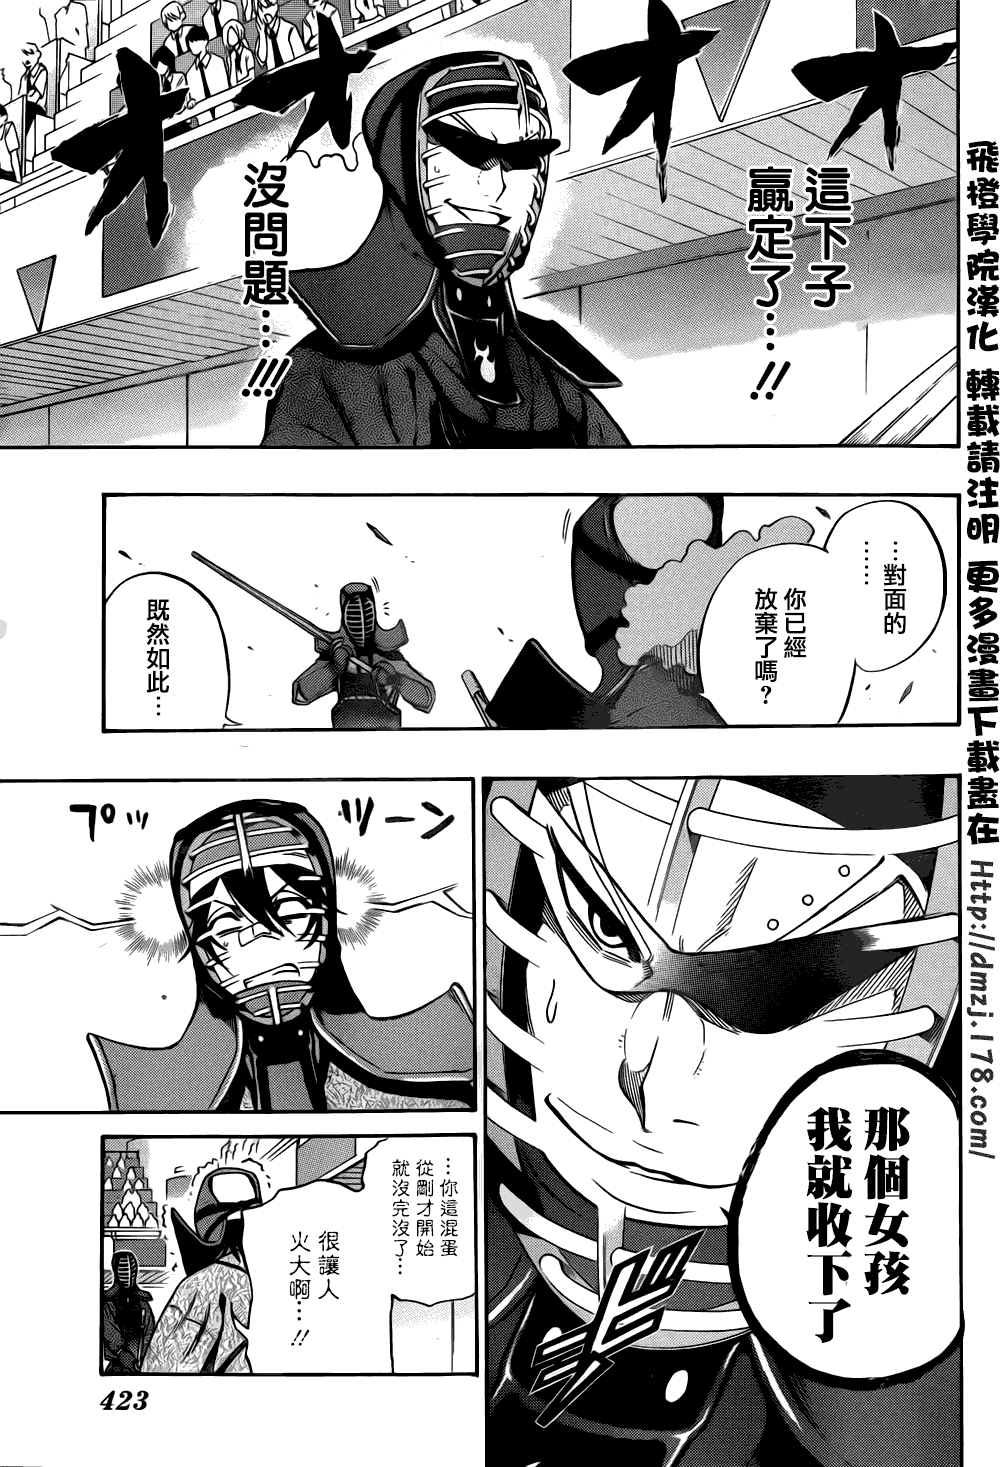 オオオオ
這下子
贏定了…!!
沒問題…!!!
…對面的
……
你已經
放棄了嗎?
既然如此…
那個女孩
我就收下了
ツーン
プッ
…你這混蛋
從剛才開始
就沒完沒了…
很讓人
火大啊…!!
423
飛橙學院漢化 轉載請注明 更多漫畫下載盡在 Http://dmzj.178.com/